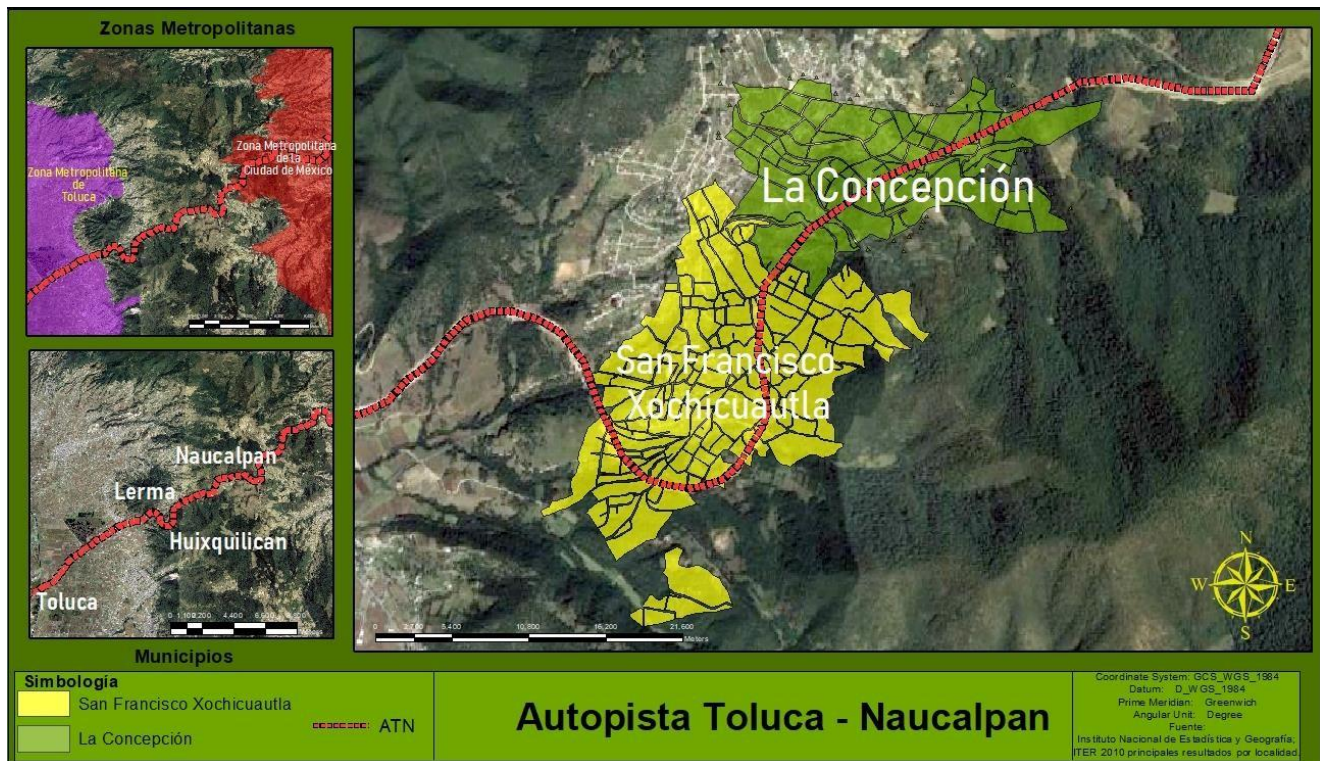 Zonas Metropolitanas
Zona Metropolitana
de
Toluca
Zona Metropolitana
de la
Ciudad de México
Naucalpan
Lerma
Huixquilican
Toluca
Municipios
La Concepción
San Francisco
Xochicuautla
0 2,700 5,400 10,800 16,200 21,600
Meters
N
W E
S
Simbología
San Francisco Xochicuautla
La Concepción
ATN
Autopista Toluca - Naucalpan
Coordinate System: GCS_WGS_1984
Datum: D_WGS_1984
Prime Meridian: Greenwich
Angular Unit: Degree
Fuente:
Instituto Nacional de Estadística y Geografía;
ITER 2010 principales resultados por localidad.